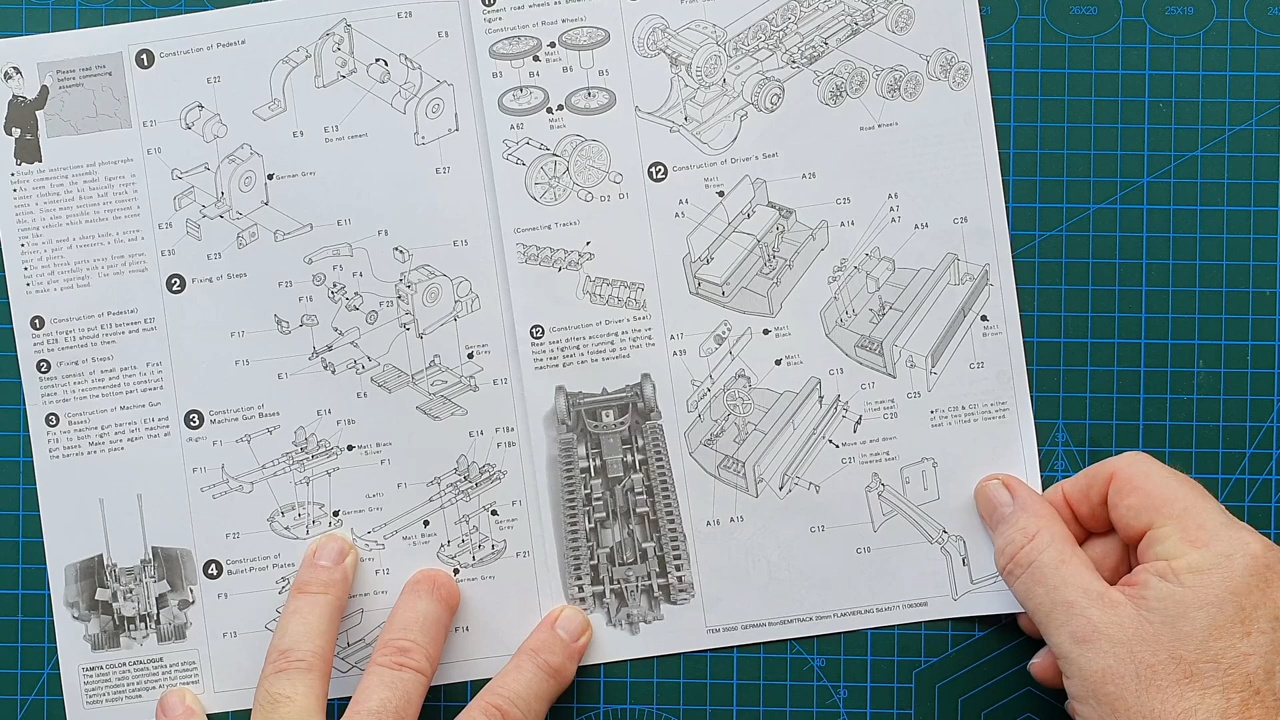 Please read this
before commencing
assembly
★Study the instructions and photographs
before commencing assembly.
★As seen from the model figures in
winter clothing, the kit basically repre-
sents a winterized 8-ton half track in
action. Since many sections are convert-
ible, it is also possible to represent a
running vehicle which matches the scene
you like.
★You will need a sharp knife, a screw-
driver, a pair of tweezers, a file, and a
pair of pliers.
★Do not break parts away from sprue,
but cut off carefully with a pair of pliers.
★Use glue sparingly. Use only enough
to make a good bond.
1 (Construction of Pedestal)
Do not forget to put E13 between E27
and E28. E13 should revolve and must
not be cemented to them.
2 (Fixing of Steps)
Steps consist of small parts. First
construct each step and then fix it in
place. It is recommended to construct
it in order from the bottom part upward.
3 (Construction of Machine Gun
Bases)
Fix two machine gun barrels (E14 and
F18) to both right and left machine
gun bases. Make sure again that all
the barrels are in place.
TAMIYA COLOR CATALOGUE
The latest in cars, boats, tanks and ships.
Motorized, radio controlled and museum
quality models are all shown in full color in
Tamiya's latest catalogue. At your nearest
hobby supply house.
1 Construction of Pedestal
E28
E8
E22
E21
E9
E13
Do not cement
E10
E27
German Grey
E26
E11
E30
E23
2 Fixing of Steps
F8
E15
F5
F23
F4
F16
F23
F17
F15
German
Grey
E1
E6
E12
3 Construction of
Machine Gun Bases
(Right)
E14
F18b
F1
Matt Black
+Silver
E14
F18a
F18b
F11
F1
F1
(Left)
F1
German Grey
German
Grey
F22
Matt Black
+Silver
F21
4 Construction of
Bullet-Proof Plates
Grey
F12
German Grey
F9
F13
German Grey
F14
Cement road wheels as shown
figure.
(Construction of Road Wheels)
Matt
Black
B3
B4
B6
B5
A62
Matt
Black
D2
D1
(Connecting Tracks)
12 (Construction of Driver's Seat)
Rear seat differs according as the ve-
hicle is fighting or running. In fighting,
the rear seat is folded up so that the
machine gun can be swivelled.
Road Wheels
12 Construction of Driver's Seat
Matt
Brown
A26
A4
A5
C25
A14
A6
A7
A7
A54
C26
Matt
Brown
A17
A39
Matt
Black
Matt
Black
C22
C25
C13
C17
(In making
lifted seat)
C20
Move up and down
C21 (In making
lowered seat)
★Fix C20 & C21 in either
of the two positions, when
seat is lifted or lowered.
A16
A15
C12
C10
ITEM 35050 GERMAN 8tonSEMITRACK 20mm FLAKVIERLING Sd.kfz7/1 (1063069)
21
26X20
25X19
30
20
40
30